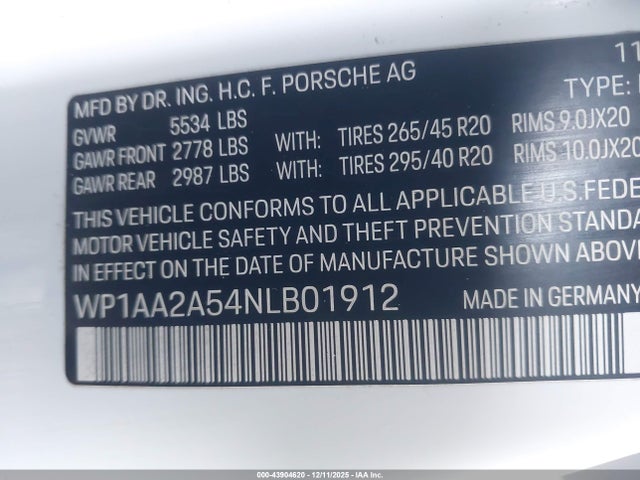 MFD BY DR. ING. H.C. F. PORSCHE AG 11
GVWR 5534 LBS TYPE:
GAWR FRONT 2778 LBS WITH: TIRES 265/45 R20 RIMS 9.0JX20
GAWR REAR 2987 LBS WITH: TIRES 295/40 R20 RIMS 10.0JX20
THIS VEHICLE CONFORMS TO ALL APPLICABLE U.S. FEDE
MOTOR VEHICLE SAFETY AND THEFT PREVENTION STANDA
IN EFFECT ON THE DATE OF MANUFACTURE SHOWN ABOVE
WP1AA2A54NLB01912 MADE IN GERMANY
000-43904620 - 12/11/2025 - IAA Inc.